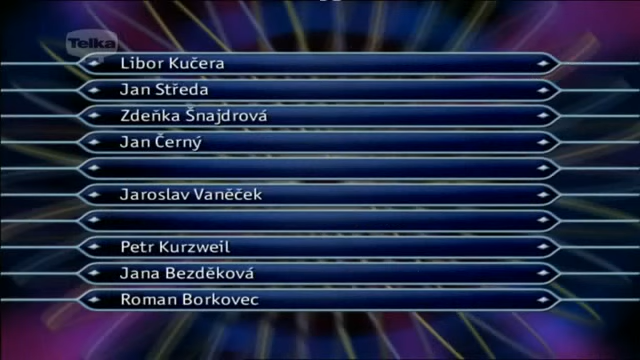 Telka
Libor Kučera
Jan Středa
Zdeňka Šnajdrová
Jan Černý
Jaroslav Vaněček
Petr Kurzweil
Jana Bezděková
Roman Borkovec